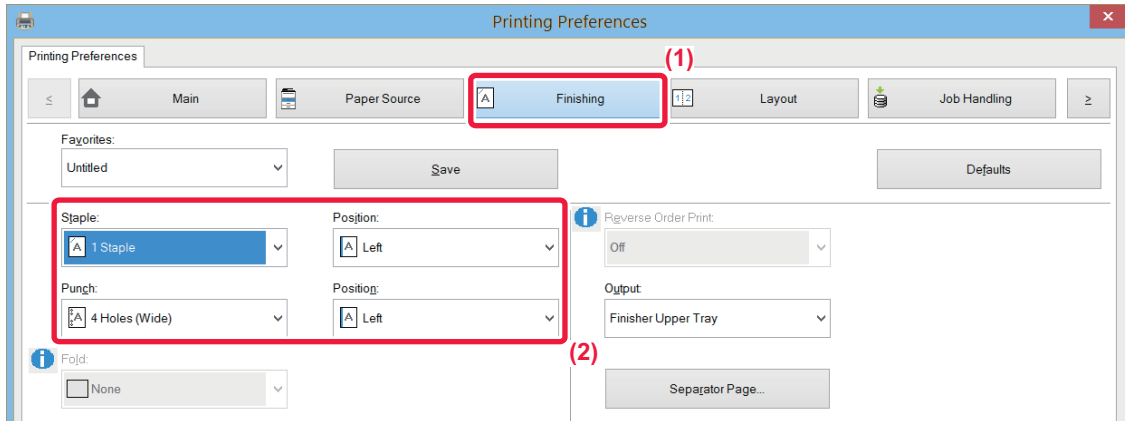 Printing Preferences
Printing Preferences
(1)
≤ Main Paper Source A Finishing 1 2 Layout Job Handling ≥
Favorites:
Untitled Save Defaults
Staple: Position: Reverse Order Print:
A 1 Staple A Left Off
Punch: Position: Output:
A 4 Holes (Wide) A Left Finisher Upper Tray
(2)
Fold:
None Separator Page...